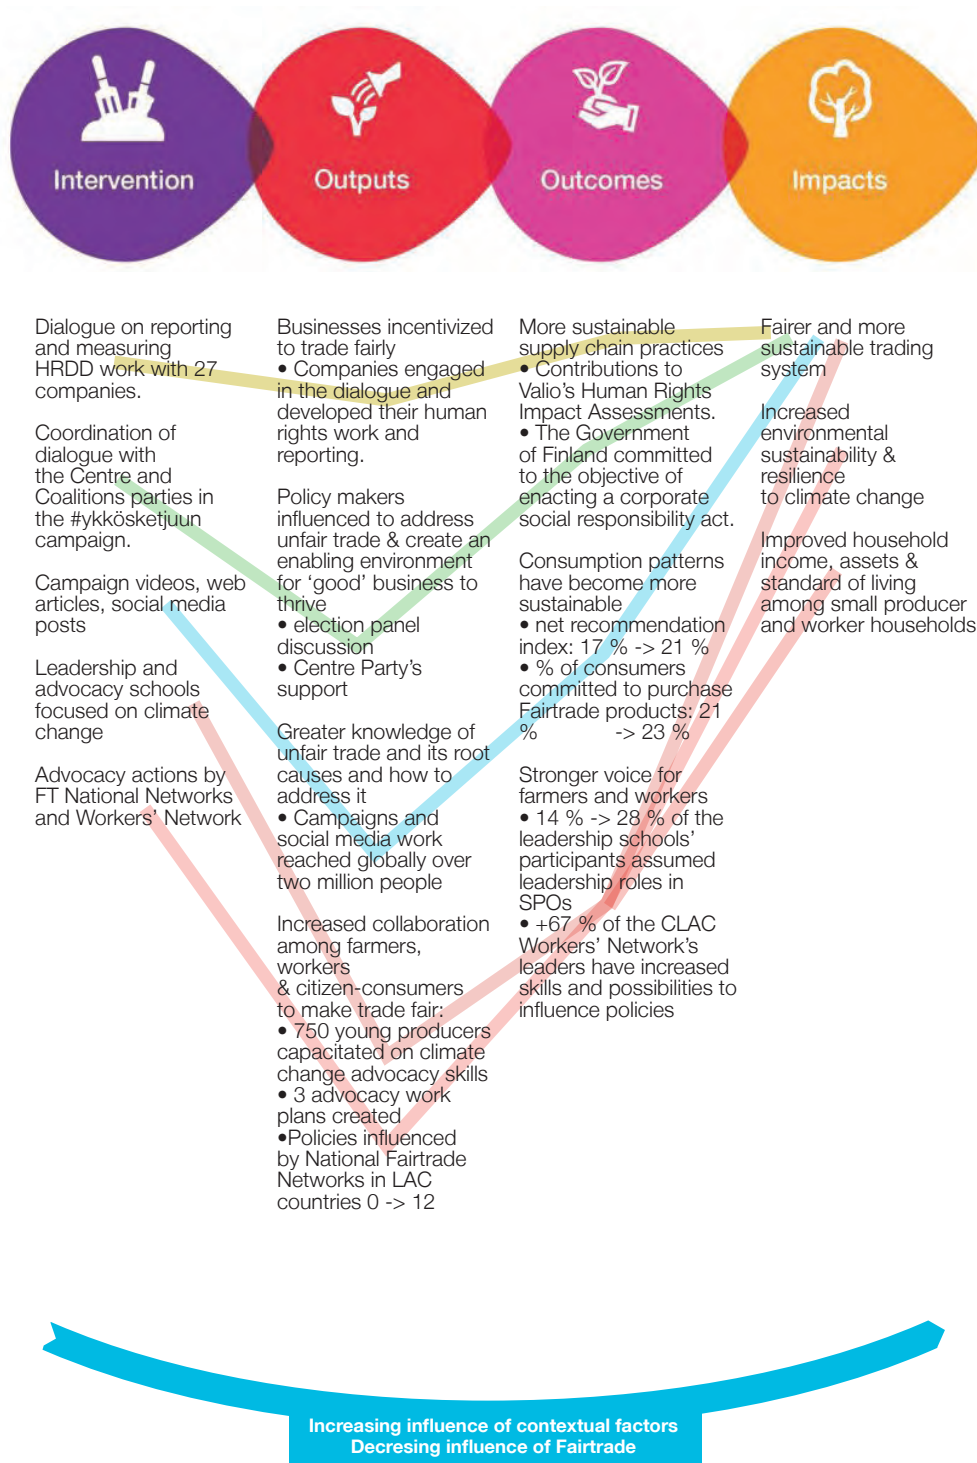 Intervention
Outputs
Outcomes
Impacts
Dialogue on reporting
and measuring
HRDD work with 27
companies.
Coordination of
dialogue with
the Centre and
Coalitions parties in
the #ykkösketjuun
campaign.
Campaign videos, web
articles, social media
posts
Leadership and
advocacy schools
focused on climate
change
Advocacy actions by
FT National Networks
and Workers’ Network
Businesses incentivized
to trade fairly
• Companies engaged
in the dialogue and
developed their human
rights work and
reporting.
Policy makers
influenced to address
unfair trade & create an
enabling environment
for ‘good’ business to
thrive
• election panel
discussion
• Centre Party’s
support
Greater knowledge of
unfair trade and its root
causes and how to
address it
• Campaigns and
social media work
reached globally over
two million people
Increased collaboration
among farmers,
workers
& citizen-consumers
to make trade fair:
• 750 young producers
capacitated on climate
change advocacy skills
• 3 advocacy work
plans created
•Policies influenced
by National Fairtrade
Networks in LAC
countries 0 -> 12
More sustainable
supply chain practices
• Contributions to
Valio’s Human Rights
Impact Assessments.
• The Government
of Finland committed
to the objective of
enacting a corporate
social responsibility act.
Consumption patterns
have become more
sustainable
• net recommendation
index: 17 % -> 21 %
• % of consumers
committed to purchase
Fairtrade products: 21
% -> 23 %
Stronger voice for
farmers and workers
• 14 % -> 28 % of the
leadership schools’
participants assumed
leadership roles in
SPOs
• +67 % of the CLAC
Workers’ Network’s
leaders have increased
skills and possibilities to
influence policies
Fairer and more
sustainable trading
system
Increased
environmental
sustainability &
resilience
to climate change
Improved household
income, assets &
standard of living
among small producer
and worker households
Increasing influence of contextual factors
Decresing influence of Fairtrade